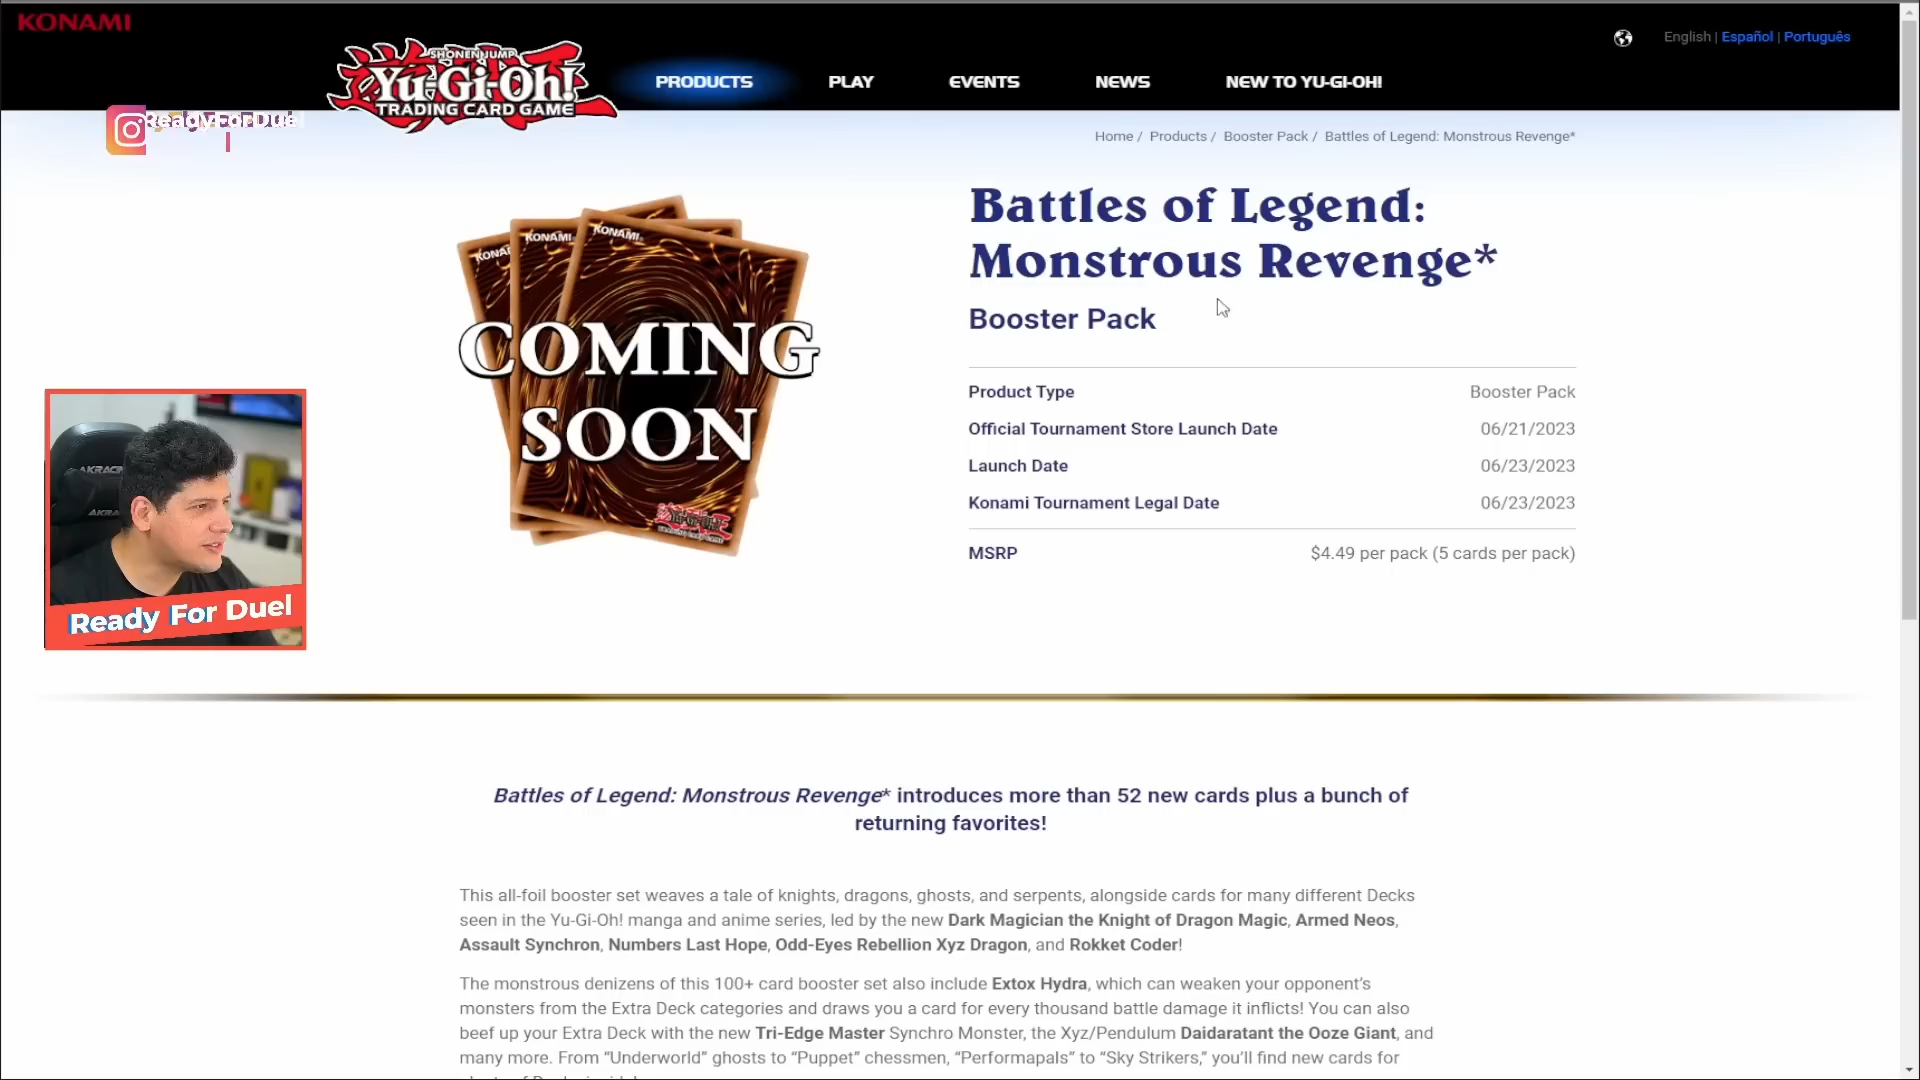 KONAMI
English | Español | Português
SHONEN JUMP
Yu-Gi-Oh!
TRADING CARD GAME
PRODUCTS
PLAY
EVENTS
NEWS
NEW TO YU-GI-OH!
ReadyForDuel
Home / Products / Booster Pack / Battles of Legend: Monstrous Revenge*
Battles of Legend:
Monstrous Revenge*
Booster Pack
KONAMI
KONAMI
COMING
SOON
Product Type Booster Pack
Official Tournament Store Launch Date 06/21/2023
Launch Date 06/23/2023
Konami Tournament Legal Date 06/23/2023
MSRP $4.49 per pack (5 cards per pack)
AKRACING
Ready For Duel
Battles of Legend: Monstrous Revenge* introduces more than 52 new cards plus a bunch of
returning favorites!
This all-foil booster set weaves a tale of knights, dragons, ghosts, and serpents, alongside cards for many different Decks
seen in the Yu-Gi-Oh! manga and anime series, led by the new Dark Magician the Knight of Dragon Magic, Armed Neos,
Assault Synchron, Numbers Last Hope, Odd-Eyes Rebellion Xyz Dragon, and Rokket Coder!
The monstrous denizens of this 100+ card booster set also include Extox Hydra, which can weaken your opponent’s
monsters from the Extra Deck categories and draws you a card for every thousand battle damage it inflicts! You can also
beef up your Extra Deck with the new Tri-Edge Master Synchro Monster, the Xyz/Pendulum Daidaratant the Ooze Giant, and
many more. From “Underworld” ghosts to “Puppet” chessmen, “Performapals” to “Sky Strikers,” you’ll find new cards for